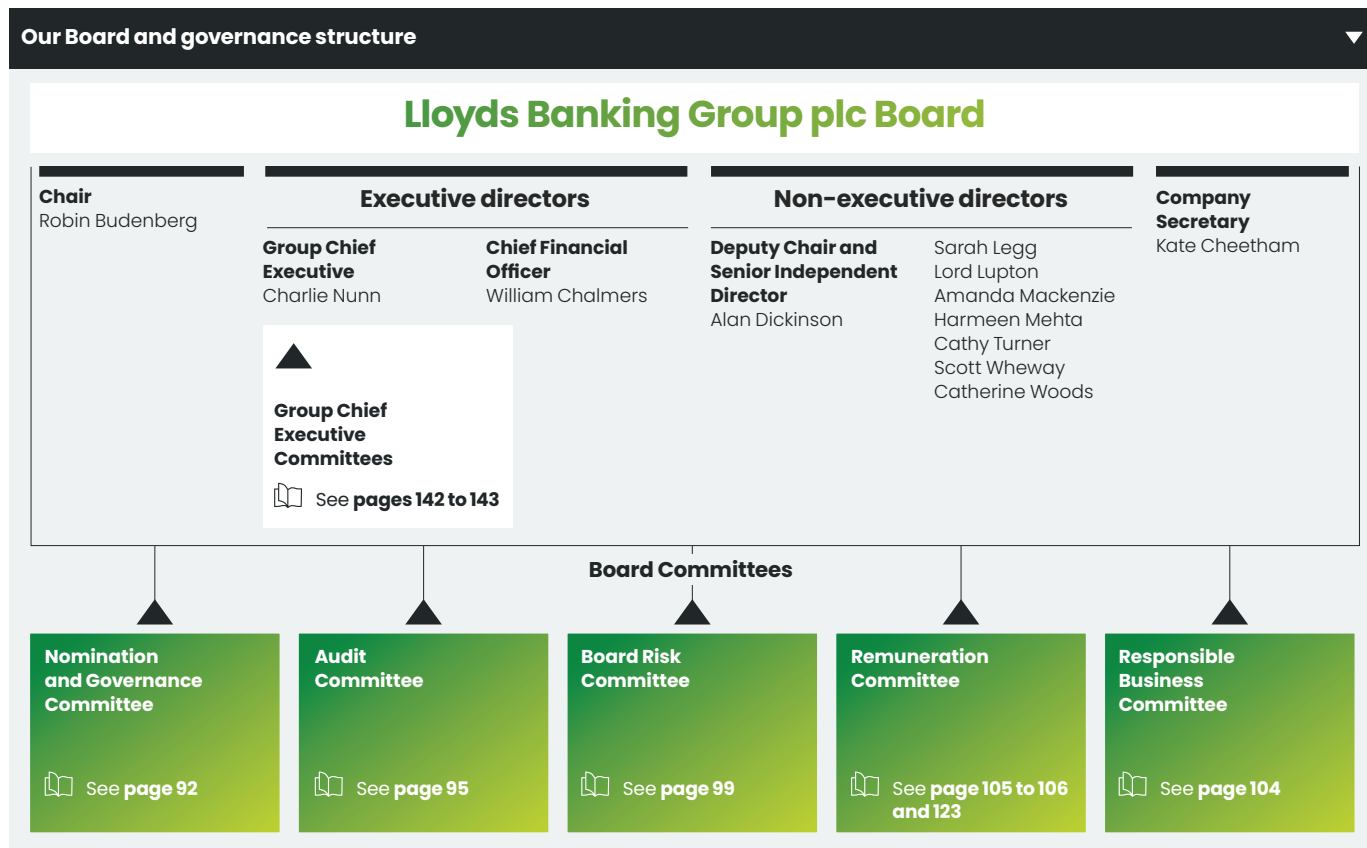 Our Board and governance structure
Lloyds Banking Group plc Board
Chair
Robin Budenberg
Executive directors
Group Chief
Executive
Charlie Nunn
Chief Financial
Officer
William Chalmers
Group Chief
Executive
Committees
See pages 142 to 143
Non-executive directors
Deputy Chair and
Senior Independent
Director
Alan Dickinson
Sarah Legg
Lord Lupton
Amanda Mackenzie
Harmeen Mehta
Cathy Turner
Scott Wheway
Catherine Woods
Company
Secretary
Kate Cheetham
Board Committees
Nomination
and Governance
Committee
See page 92
Audit
Committee
See page 95
Board Risk
Committee
See page 99
Remuneration
Committee
See page 105 to 106
and 123
Responsible
Business
Committee
See page 104